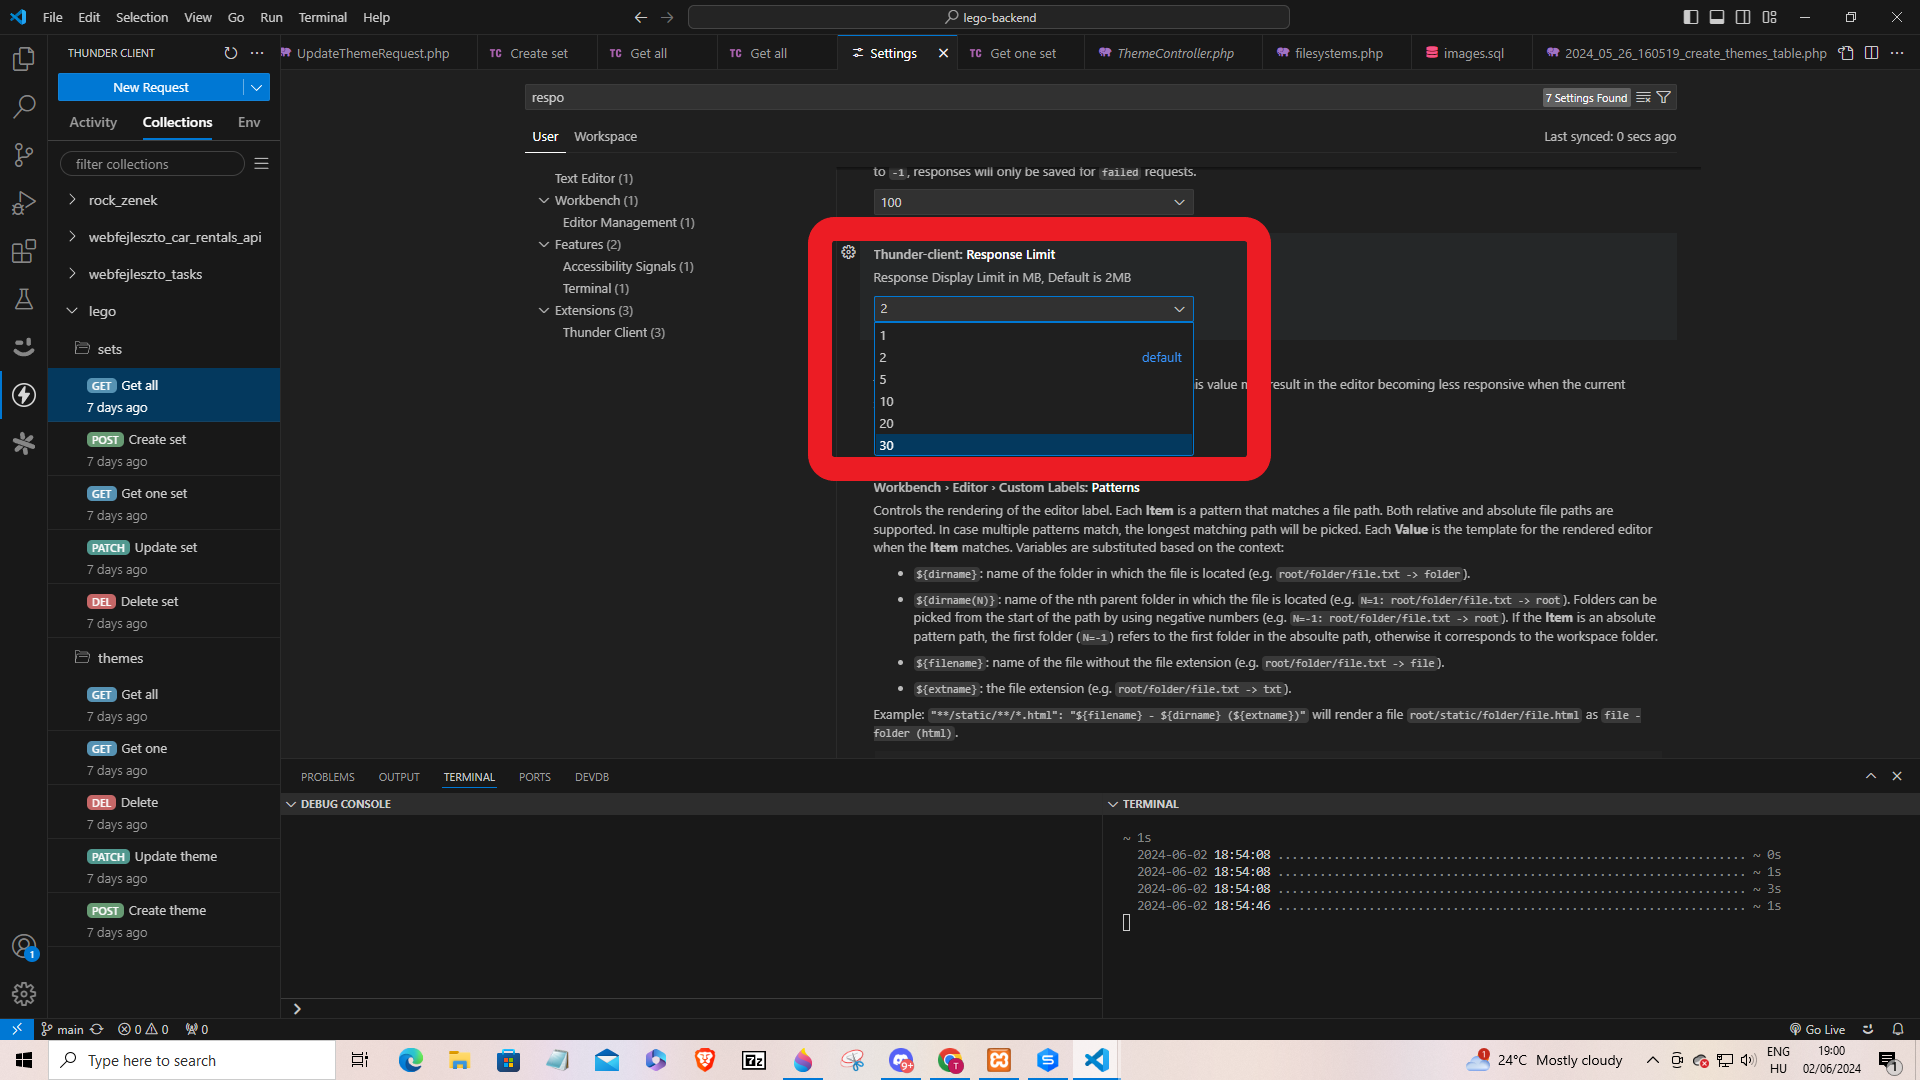 File Edit Selection View Go Run Terminal Help
lego-backend
THUNDER CLIENT
UpdateThemeRequest.php
TC Create set
TC Get all
TC Get all
Settings
TC Get one set
ThemeController.php
filesystems.php
images.sql
2024_05_26_160519_create_themes_table.php
New Request
Activity Collections Env
filter collections
rock_zenek
webfejleszto_car_rentals_api
webfejleszto_tasks
lego
sets
GET Get all
7 days ago
POST Create set
7 days ago
GET Get one set
7 days ago
PATCH Update set
7 days ago
DEL Delete set
7 days ago
themes
GET Get all
7 days ago
GET Get one
7 days ago
DEL Delete
7 days ago
PATCH Update theme
7 days ago
POST Create theme
7 days ago
respo
7 Settings Found
User Workspace
Last synced: 0 secs ago
Text Editor (1)
Workbench (1)
Editor Management (1)
Features (2)
Accessibility Signals (1)
Terminal (1)
Extensions (3)
Thunder Client (3)
to -1, responses will only be saved for failed requests.
100
Thunder-client: Response Limit
Response Display Limit in MB, Default is 2MB
2
1
2 default
5
10
20
30
is value m result in the editor becoming less responsive when the current
Workbench › Editor › Custom Labels: Patterns
Controls the rendering of the editor label. Each Item is a pattern that matches a file path. Both relative and absolute file paths are
supported. In case multiple patterns match, the longest matching path will be picked. Each Value is the template for the rendered editor
when the Item matches. Variables are substituted based on the context:
• ${dirname}: name of the folder in which the file is located (e.g. root/folder/file.txt -> folder).
• ${dirname(N)}: name of the nth parent folder in which the file is located (e.g. N=1: root/folder/file.txt -> root). Folders can be
picked from the start of the path by using negative numbers (e.g. N=-1: root/folder/file.txt -> root). If the Item is an absolute
pattern path, the first folder (N=-1) refers to the first folder in the absoulte path, otherwise it corresponds to the workspace folder.
• ${filename}: name of the file without the file extension (e.g. root/folder/file.txt -> file).
• ${extname}: the file extension (e.g. root/folder/file.txt -> txt).
Example: "**/static/**/*.html": "${filename} - ${dirname} (${extname})" will render a file root/static/folder/file.html as file -
folder (html).
PROBLEMS OUTPUT TERMINAL PORTS DEVDB
DEBUG CONSOLE
TERMINAL
~ 1s
2024-06-02 18:54:08 .................................................................... ~ 0s
2024-06-02 18:54:08 .................................................................... ~ 1s
2024-06-02 18:54:08 .................................................................... ~ 3s
2024-06-02 18:54:46 .................................................................... ~ 1s
1
main 0 0 0
Go Live
Type here to search
9+
T
1
24°C Mostly cloudy
ENG
HU
19:00
02/06/2024
1